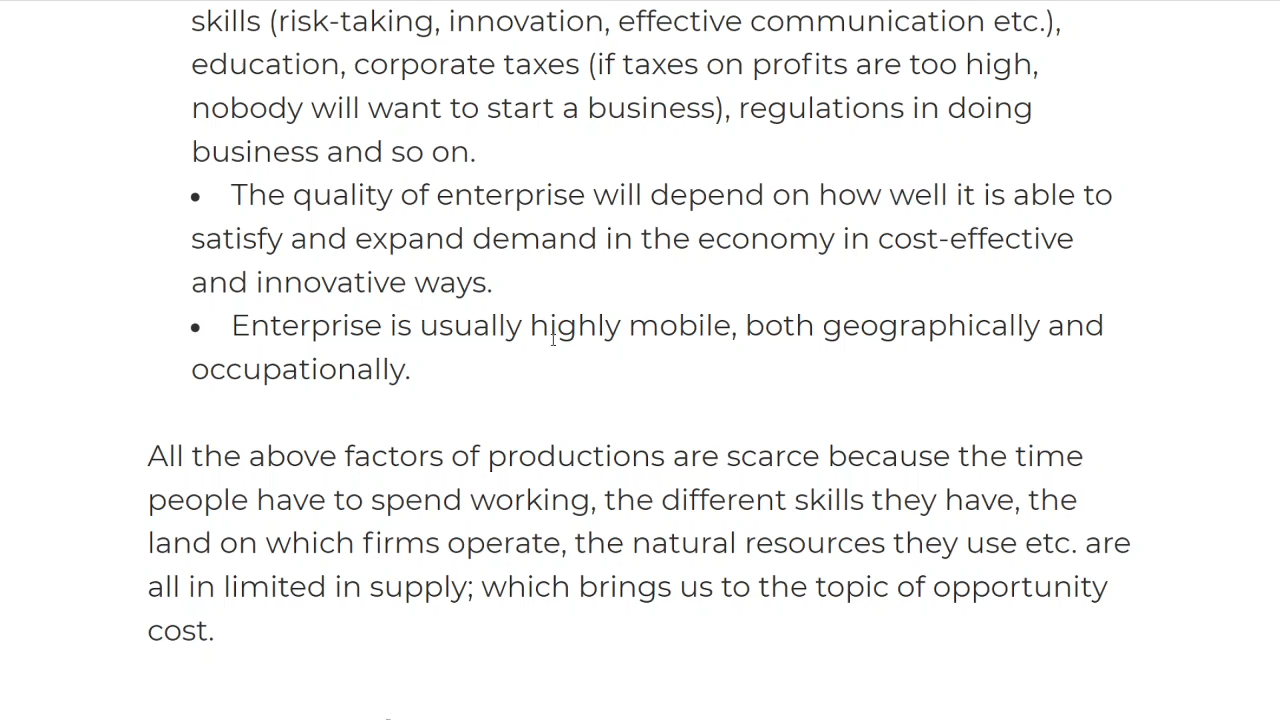 skills (risk-taking, innovation, effective communication etc.),
education, corporate taxes (if taxes on profits are too high,
nobody will want to start a business), regulations in doing
business and so on.
• The quality of enterprise will depend on how well it is able to
satisfy and expand demand in the economy in cost-effective
and innovative ways.
• Enterprise is usually highly mobile, both geographically and
occupationally.
All the above factors of productions are scarce because the time
people have to spend working, the different skills they have, the
land on which firms operate, the natural resources they use etc. are
all in limited in supply; which brings us to the topic of opportunity
cost.